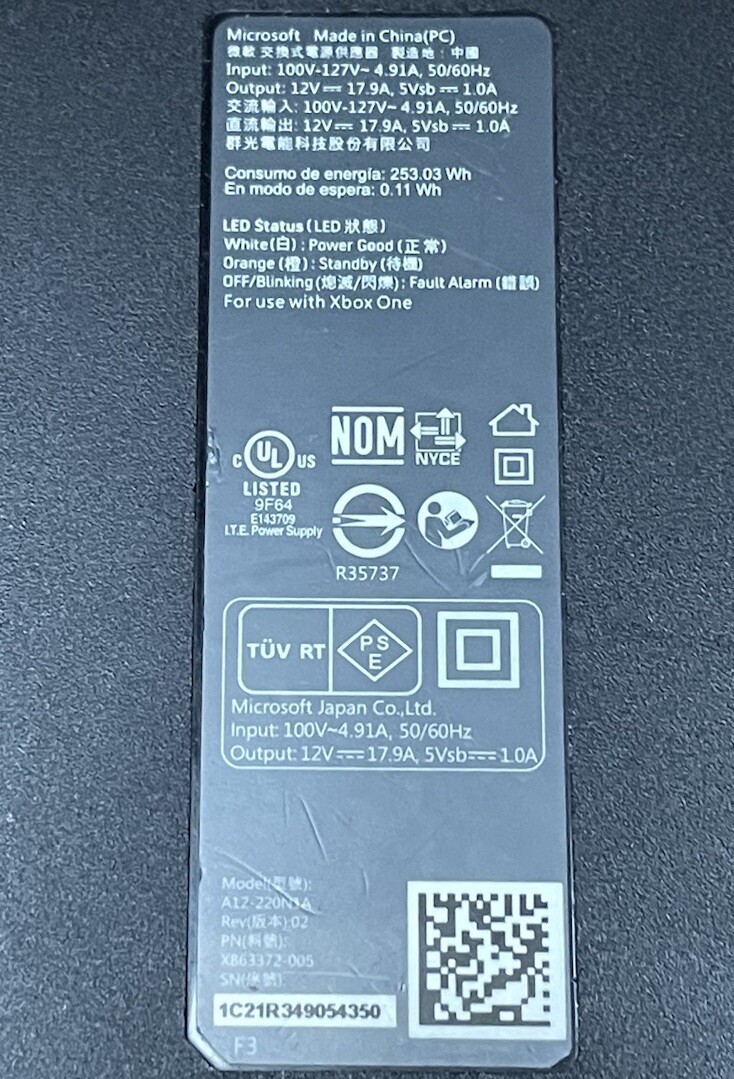 Microsoft Made in China(PC)
微軟 交換式電源供應器 製造地：中國
Input: 100V-127V~ 4.91A, 50/60Hz
Output: 12V⎓ 17.9A, 5Vsb⎓ 1.0A
交流輸入: 100V-127V~ 4.91A, 50/60Hz
直流輸出: 12V⎓ 17.9A, 5Vsb⎓ 1.0A
群光電能科技股份有限公司
Consumo de energía: 253.03 Wh
En modo de espera: 0.11 Wh
LED Status(LED 狀態)
White(白) : Power Good (正常)
Orange (橙) : Standby (待機)
OFF/Blinking (熄滅/閃爍) : Fault Alarm (錯誤)
For use with Xbox One
C UL US
LISTED
9F64
E143709
I.T.E. Power Supply
NOM
NYCE
R35737
TÜV RT
PSE
Microsoft Japan Co.,Ltd.
Input: 100V~4.91A, 50/60Hz
Output: 12V⎓17.9A, 5Vsb⎓1.0A
Model(型號):
A12-220N1A
Rev(版本):02
PN(料號):
X863372-005
SN(序號):
1C21R349054350
F3